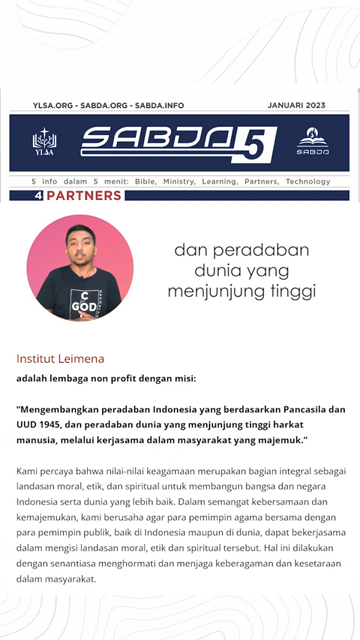 YLSA.ORG - SABDA.ORG - SABDA.INFO
JANUARI 2023
YLSA
SABDA 5
SABDA
5 info dalam 5 menit: Bible, Ministry, Learning, Partners, Technology
4 PARTNERS
C
GOD
dan peradaban
dunia yang
menjunjung tinggi
Institut Leimena
adalah lembaga non profit dengan misi:
"Mengembangkan peradaban Indonesia yang berdasarkan Pancasila dan
UUD 1945, dan peradaban dunia yang menjunjung tinggi harkat
manusia, melalui kerjasama dalam masyarakat yang majemuk."
Kami percaya bahwa nilai-nilai keagamaan merupakan bagian integral sebagai
landasan moral, etik, dan spiritual untuk membangun bangsa dan negara
Indonesia serta dunia yang lebih baik. Dalam semangat kebersamaan dan
kemajemukan, kami berusaha agar para pemimpin agama bersama dengan
para pemimpin publik, baik di Indonesia maupun di dunia, dapat bekerjasama
dalam mengisi landasan moral, etik dan spiritual tersebut. Hal ini dilakukan
dengan senantiasa menghormati dan menjaga keberagaman dan kesetaraan
dalam masyarakat.